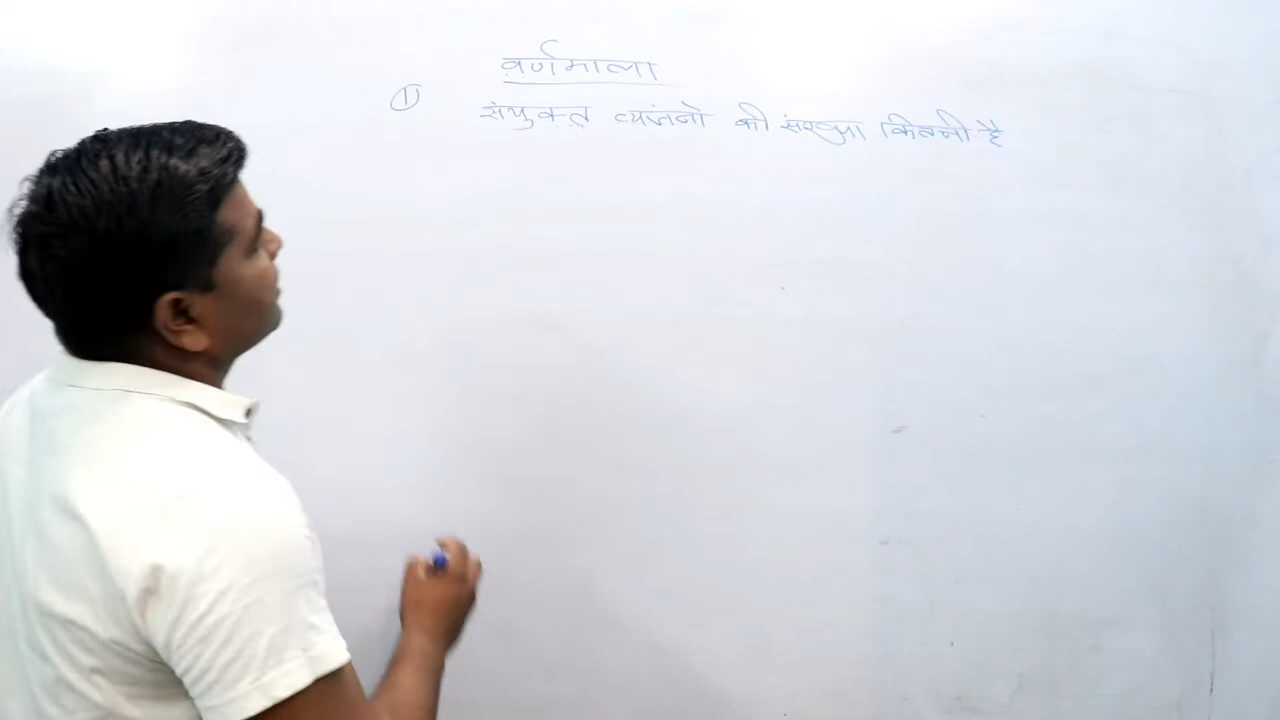 वर्णमाला
① संयुक्त व्यंजनो की संख्या कितनी है